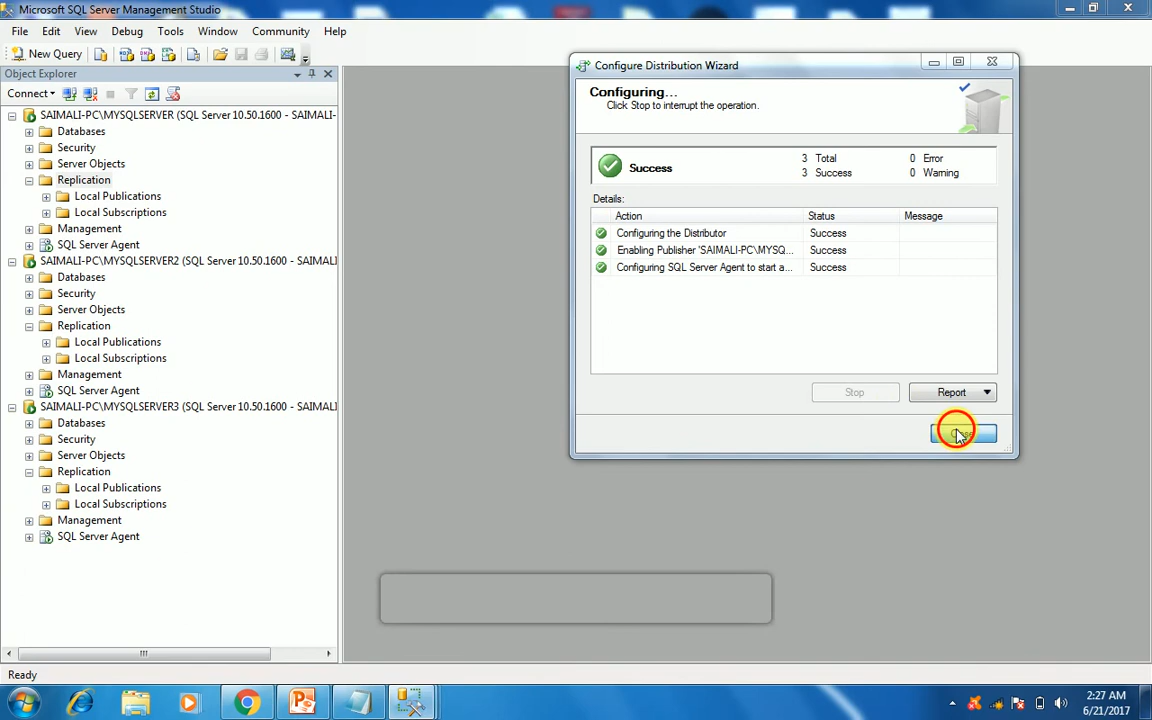 Microsoft SQL Server Management Studio
File Edit View Debug Tools Window Community Help
New Query
Object Explorer
Connect
SAIMALI-PC\MYSQLSERVER (SQL Server 10.50.1600 - SAIMALI-
Databases
Security
Server Objects
Replication
Local Publications
Local Subscriptions
Management
SQL Server Agent
SAIMALI-PC\MYSQLSERVER2 (SQL Server 10.50.1600 - SAIMAL
Databases
Security
Server Objects
Replication
Local Publications
Local Subscriptions
Management
SQL Server Agent
SAIMALI-PC\MYSQLSERVER3 (SQL Server 10.50.1600 - SAIMAL
Databases
Security
Server Objects
Replication
Local Publications
Local Subscriptions
Management
SQL Server Agent
Configure Distribution Wizard
Configuring...
Click Stop to interrupt the operation.
Success
3 Total 0 Error
3 Success 0 Warning
Details:
Action Status Message
Configuring the Distributor Success
Enabling Publisher 'SAIMALI-PC\MYSQ... Success
Configuring SQL Server Agent to start a... Success
Stop Report
Close
Ready
2:27 AM
6/21/2017